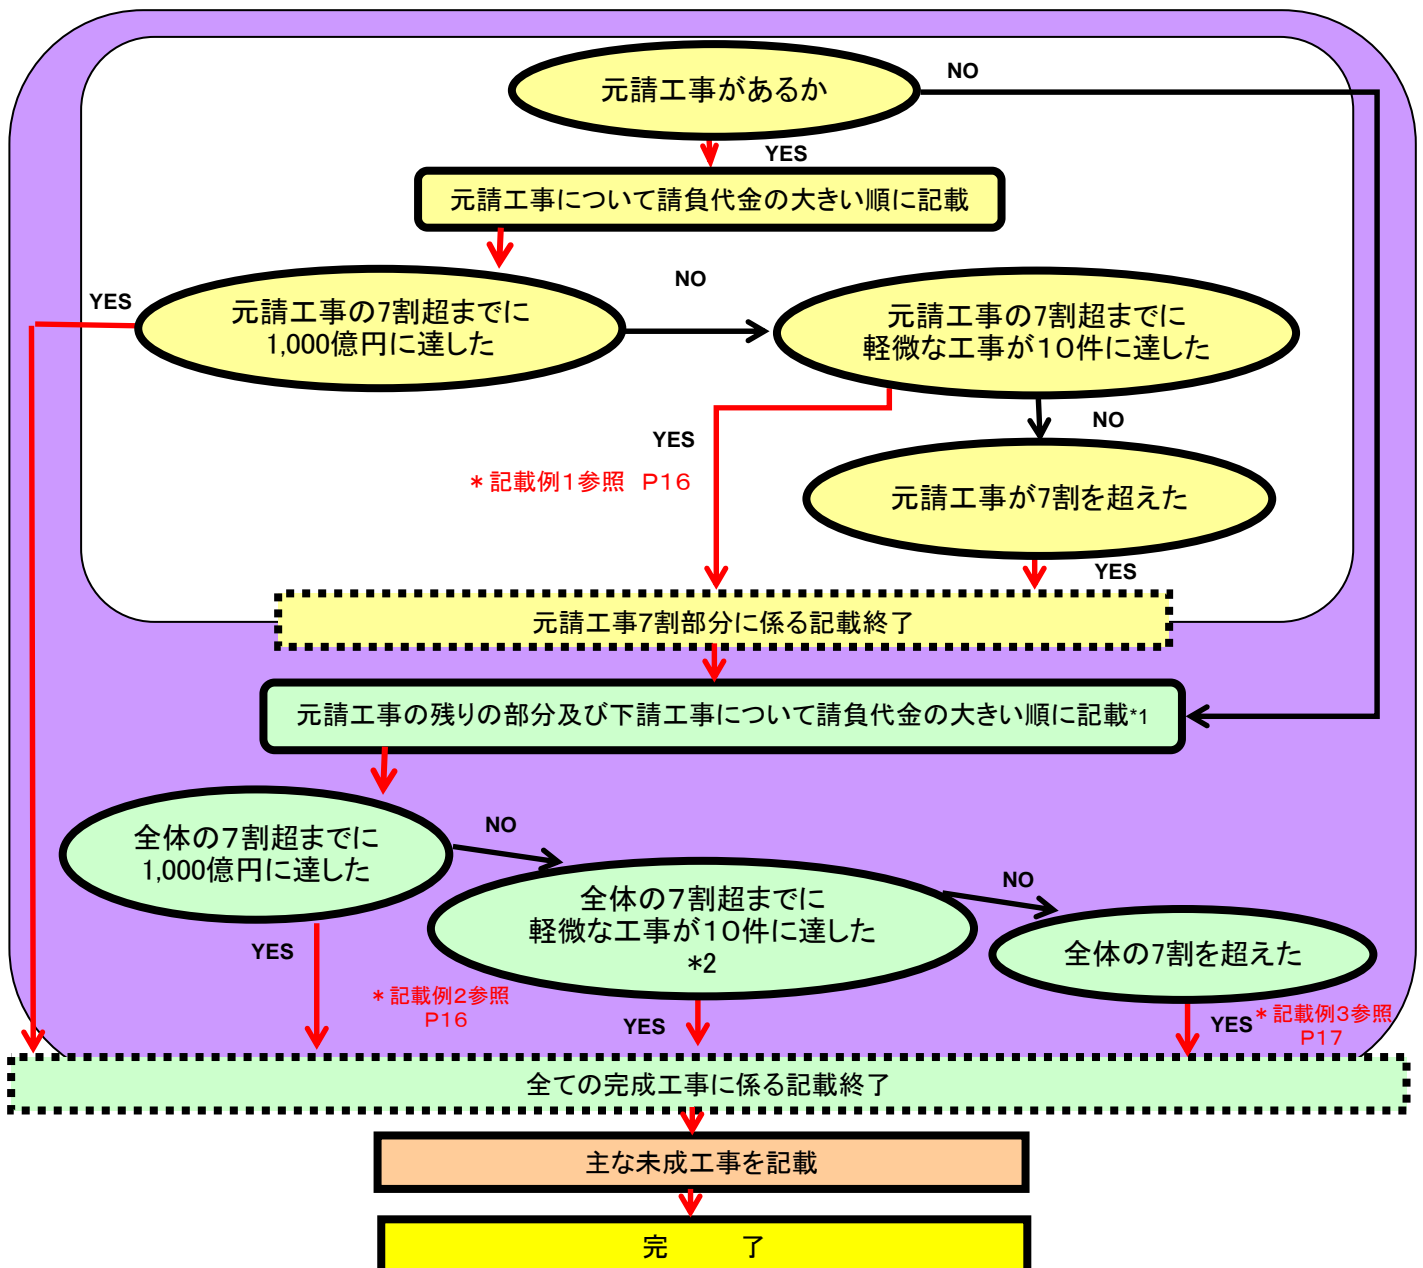 元請工事があるか
NO
YES
元請工事について請負代金の大きい順に記載
YES
元請工事の7割超までに
1,000億円に達した
NO
元請工事の7割超までに
軽微な工事が10件に達した
YES
NO
*記載例1参照 P16
元請工事が7割を超えた
YES
元請工事7割部分に係る記載終了
元請工事の残りの部分及び下請工事について請負代金の大きい順に記載*1
全体の7割超までに
1,000億円に達した
NO
全体の7割超までに
軽微な工事が10件に達した
*2
NO
全体の7割を超えた
YES
*記載例2参照
P16
YES
YES
*記載例3参照
P17
全ての完成工事に係る記載終了
主な未成工事を記載
完 了